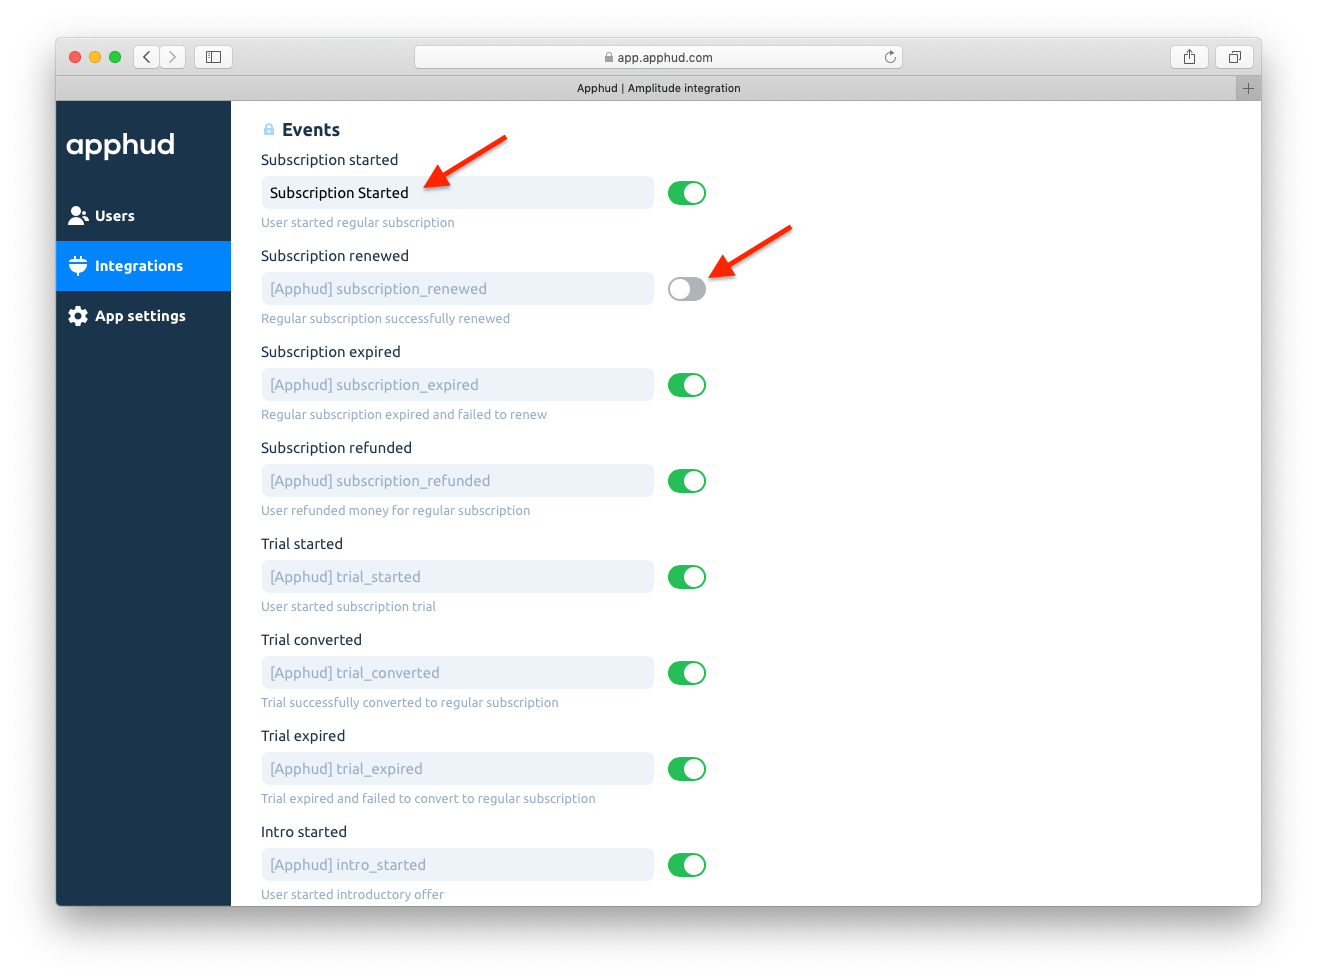 app.apphud.com
Apphud | Amplitude integration
apphud
Users
Integrations
App settings
Events
Subscription started
Subscription Started
User started regular subscription
Subscription renewed
[Apphud] subscription_renewed
Regular subscription successfully renewed
Subscription expired
[Apphud] subscription_expired
Regular subscription expired and failed to renew
Subscription refunded
[Apphud] subscription_refunded
User refunded money for regular subscription
Trial started
[Apphud] trial_started
User started subscription trial
Trial converted
[Apphud] trial_converted
Trial successfully converted to regular subscription
Trial expired
[Apphud] trial_expired
Trial expired and failed to convert to regular subscription
Intro started
[Apphud] intro_started
User started introductory offer